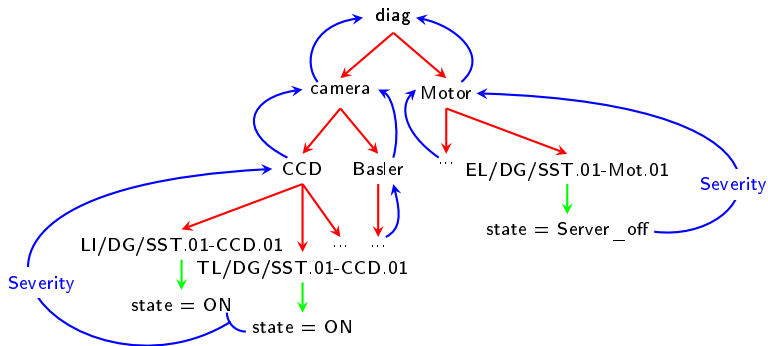 diag
camera
Motor
CCD
Basler
...
EL/DG/SST.01-Mot.01
Severity
state = Server_off
LI/DG/SST.01-CCD.01
...
...
TL/DG/SST.01-CCD.01
Severity
state = ON
state = ON